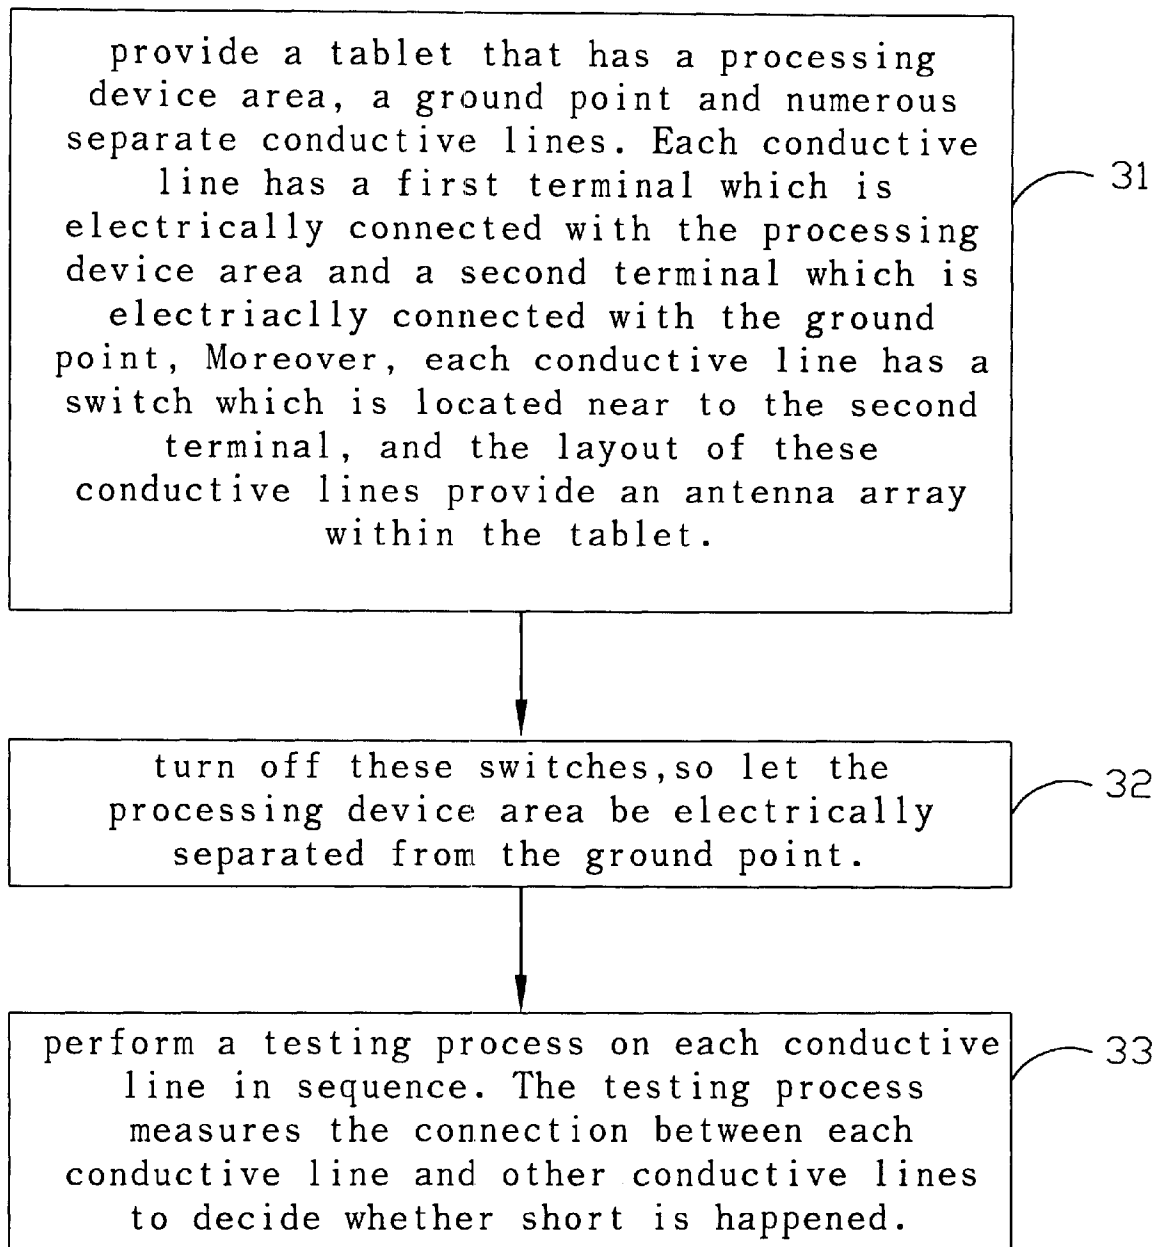 provide a tablet that has a processing
device area, a ground point and numerous
separate conductive lines. Each conductive
line has a first terminal which is
electrically connected with the processing
device area and a second terminal which is
electriaclly connected with the ground
point, Moreover, each conductive line has a
switch which is located near to the second
terminal, and the layout of these
conductive lines provide an antenna array
within the tablet.
31
turn off these switches,so let the
processing device area be electrically
separated from the ground point.
32
perform a testing process on each conductive
line in sequence. The testing process
measures the connection between each
conductive line and other conductive lines
to decide whether short is happened.
33